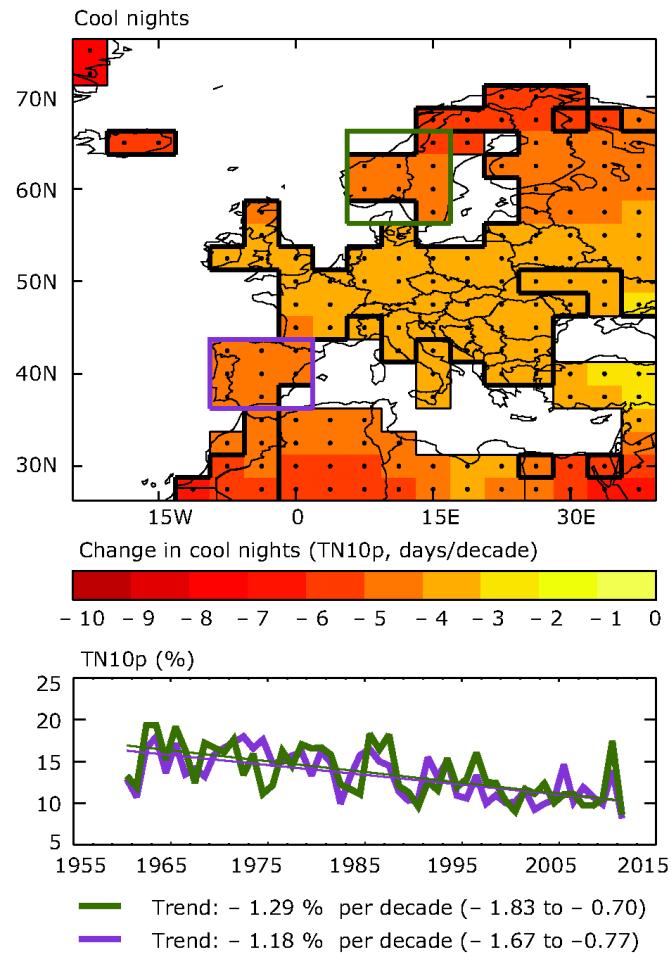 Cool nights
70N
60N
50N
40N
30N
15W 0 15E 30E
Change in cool nights (TN10p, days/decade)
– 10 – 9 – 8 – 7 – 6 – 5 – 4 – 3 – 2 – 1 0
TN10p (%)
25
20
15
10
5
1955 1965 1975 1985 1995 2005 2015
Trend: – 1.29 % per decade (– 1.83 to – 0.70)
Trend: – 1.18 % per decade (– 1.67 to –0.77)